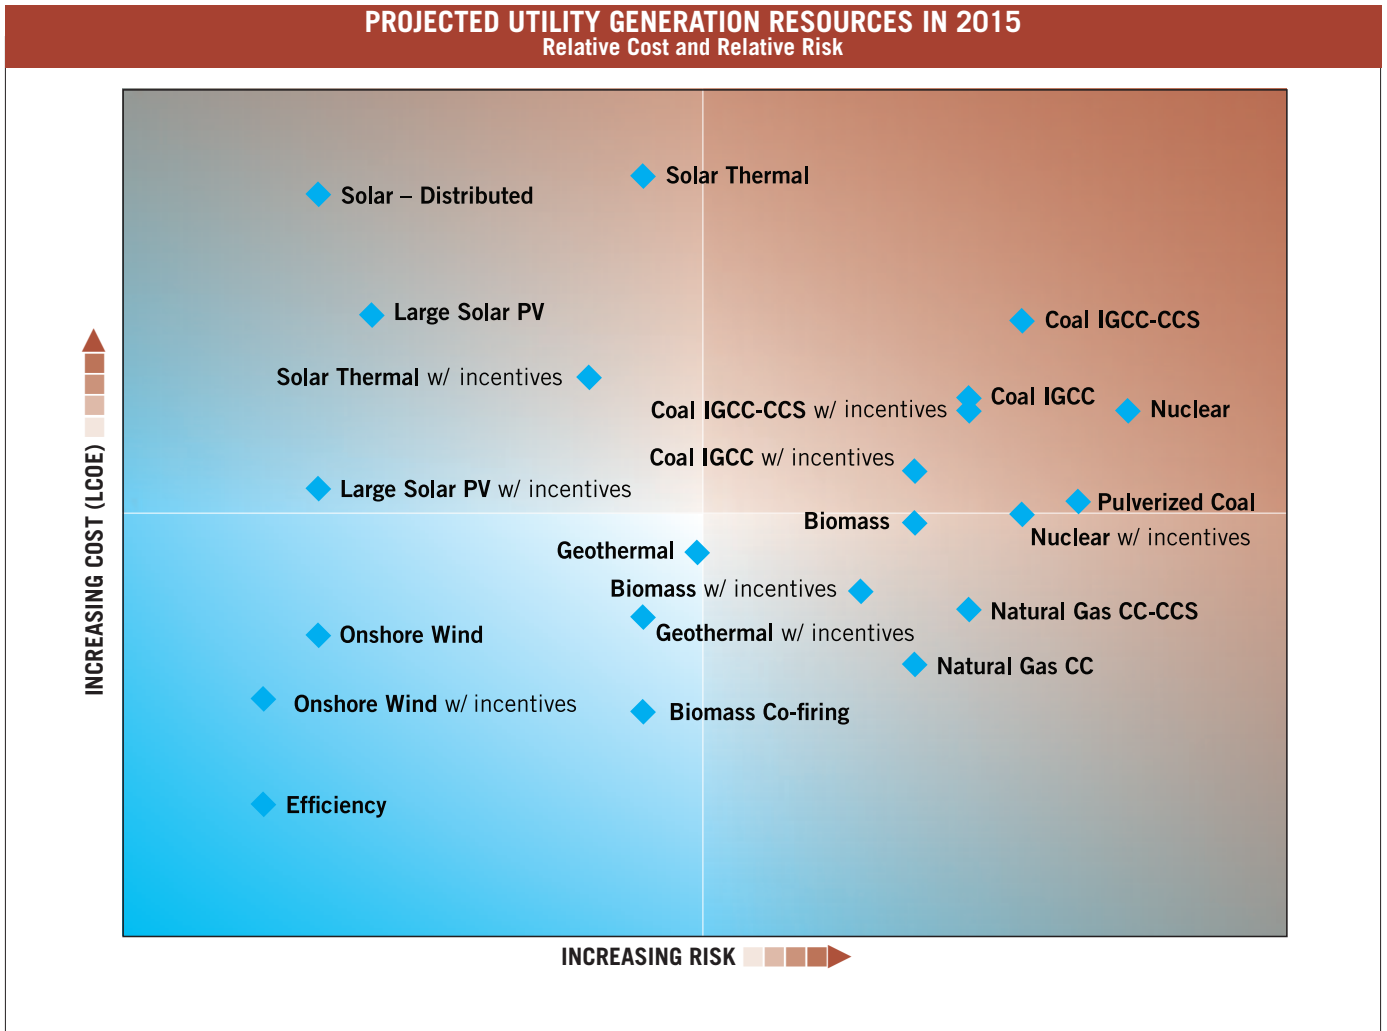 PROJECTED UTILITY GENERATION RESOURCES IN 2015
Relative Cost and Relative Risk
Solar Thermal
Solar – Distributed
Large Solar PV
Coal IGCC-CCS
Solar Thermal w/ incentives
Coal IGCC
Coal IGCC-CCS w/ incentives
Nuclear
Coal IGCC w/ incentives
Large Solar PV w/ incentives
Pulverized Coal
Biomass
Nuclear w/ incentives
Geothermal
Biomass w/ incentives
Natural Gas CC-CCS
Geothermal w/ incentives
Onshore Wind
Natural Gas CC
Onshore Wind w/ incentives
Biomass Co-firing
Efficiency
INCREASING COST (LCOE)
INCREASING RISK